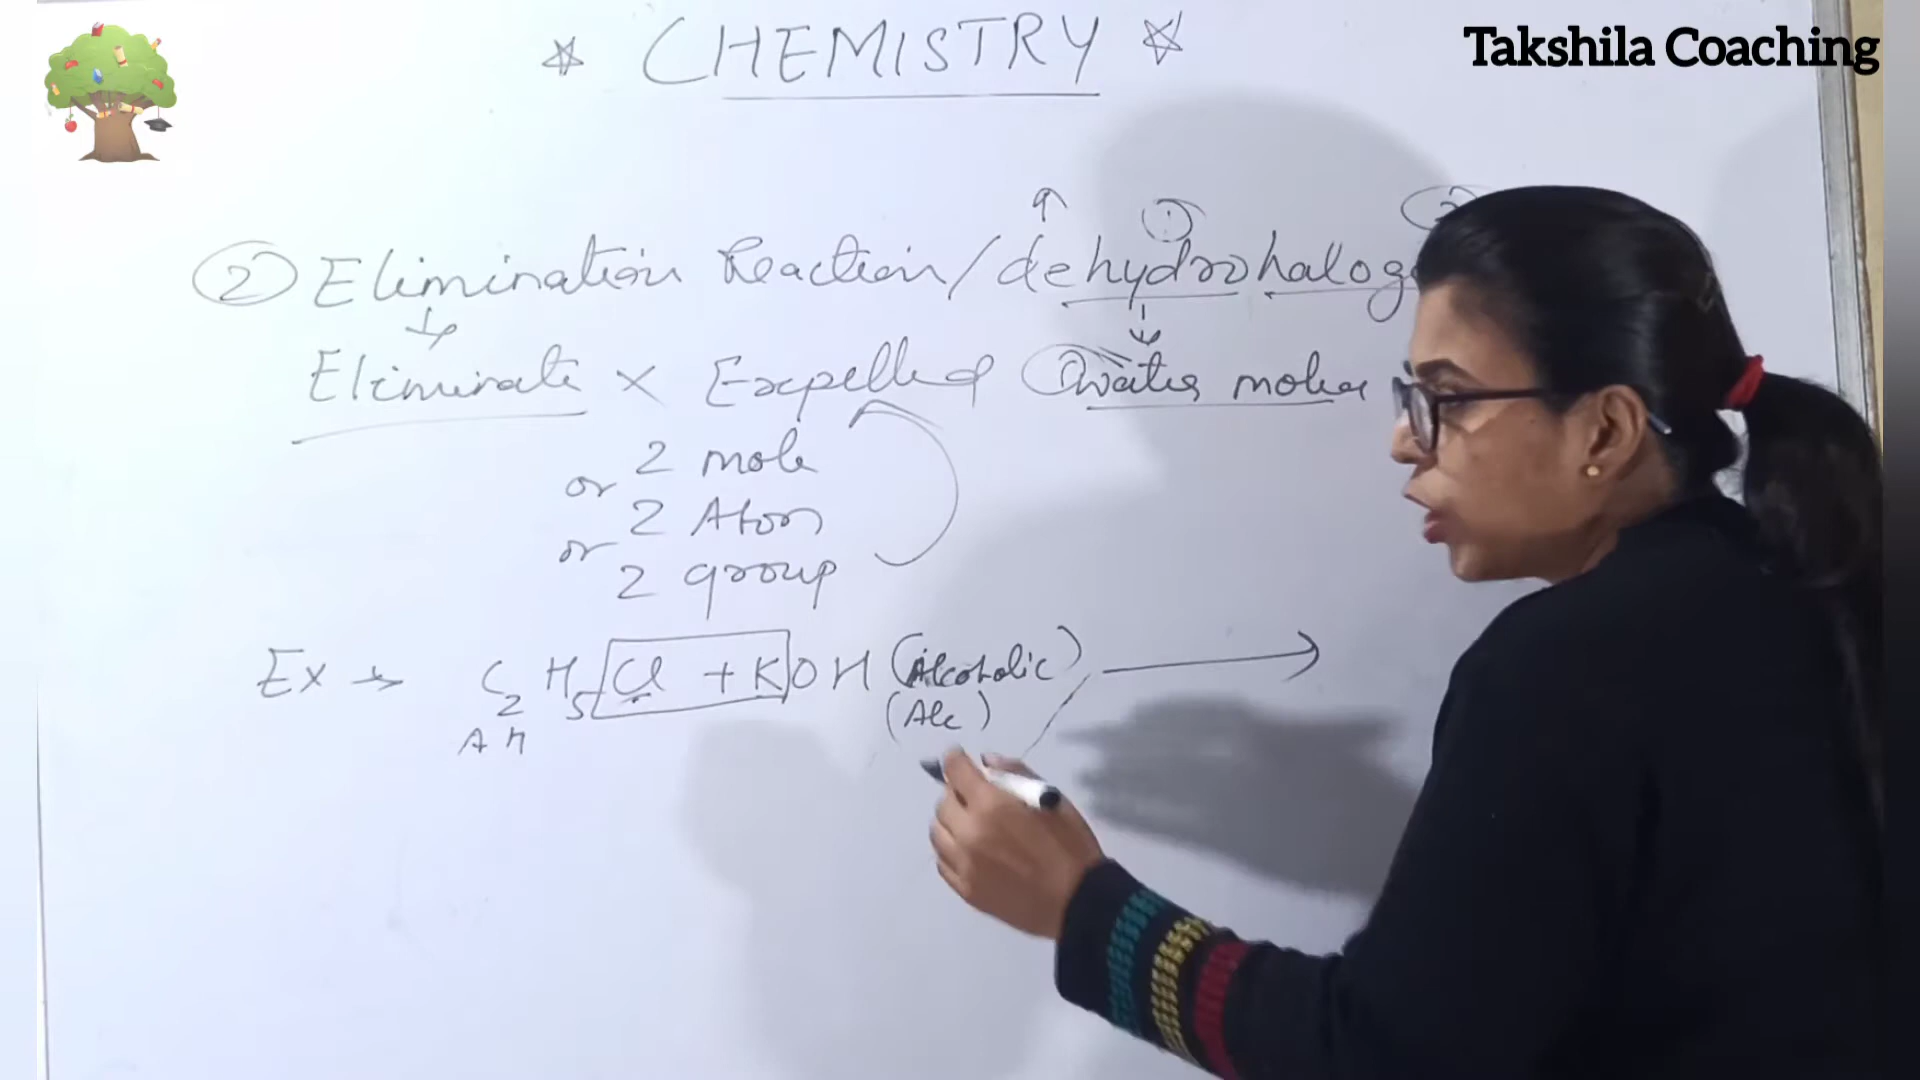 Takshila Coaching
☆ CHEMISTRY ☆
② Elimination Reaction/dehydrohalog
Eliminate × Expelled ① water
or 2 mole
or 2 Atom
2 group
Ex → C2H5Cl + KOH (Alcoholic) →
(Alc)